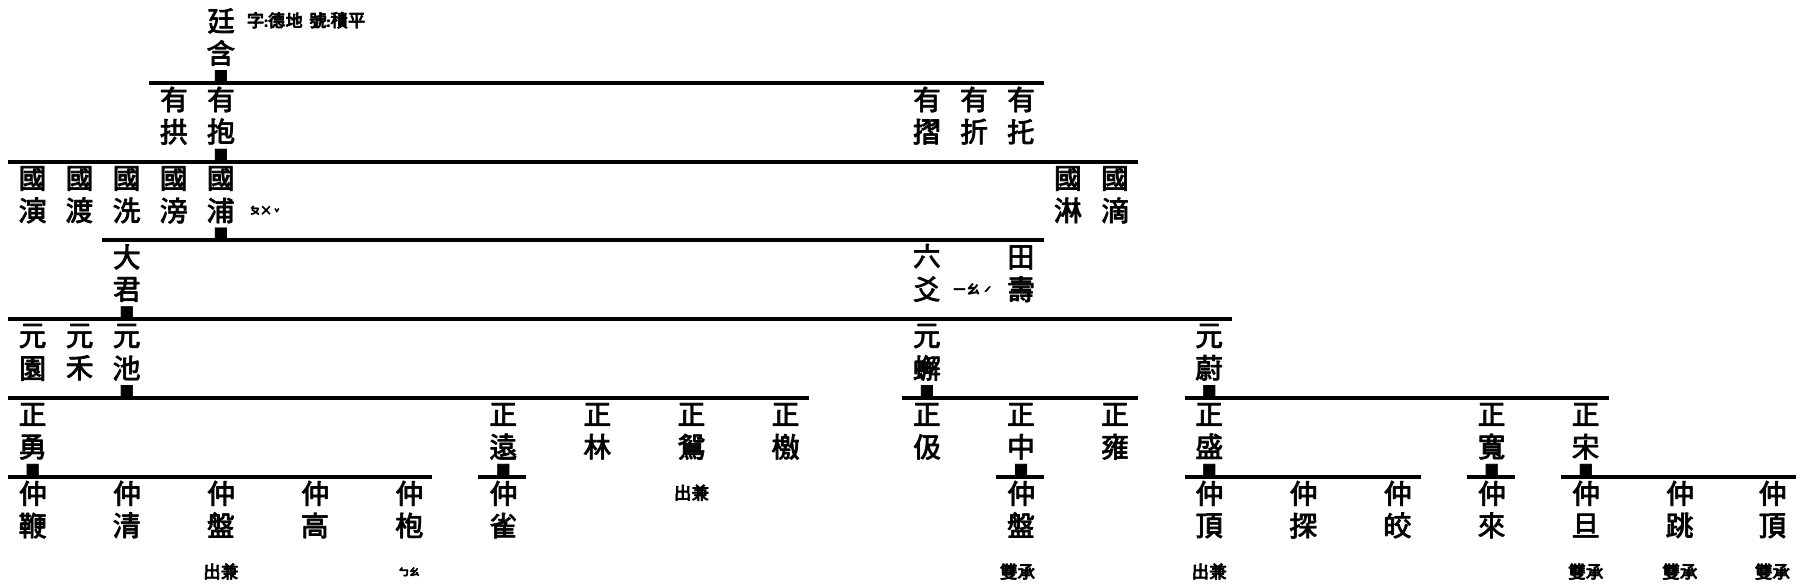 廷含 字:德地 號:積平
有拱 有抱 有摺 有折 有托
國演 國渡 國洗 國滂 國浦 ㄆㄨˇ 國淋 國滴
大君 六爻 ㄧㄠˊ 田壽
元園 元禾 元池 元蠏 元蔚
正勇 正遠 正林 正鴛 正檄 正伋 正中 正雍 正盛 正寬 正宋
仲鞭 仲清 仲盤 仲高 仲枹 仲雀 出兼 仲盤 仲頂 仲探 仲皎 仲來 仲旦 仲跳 仲頂
出兼 ㄅㄠ 雙承 出兼 雙承 雙承 雙承